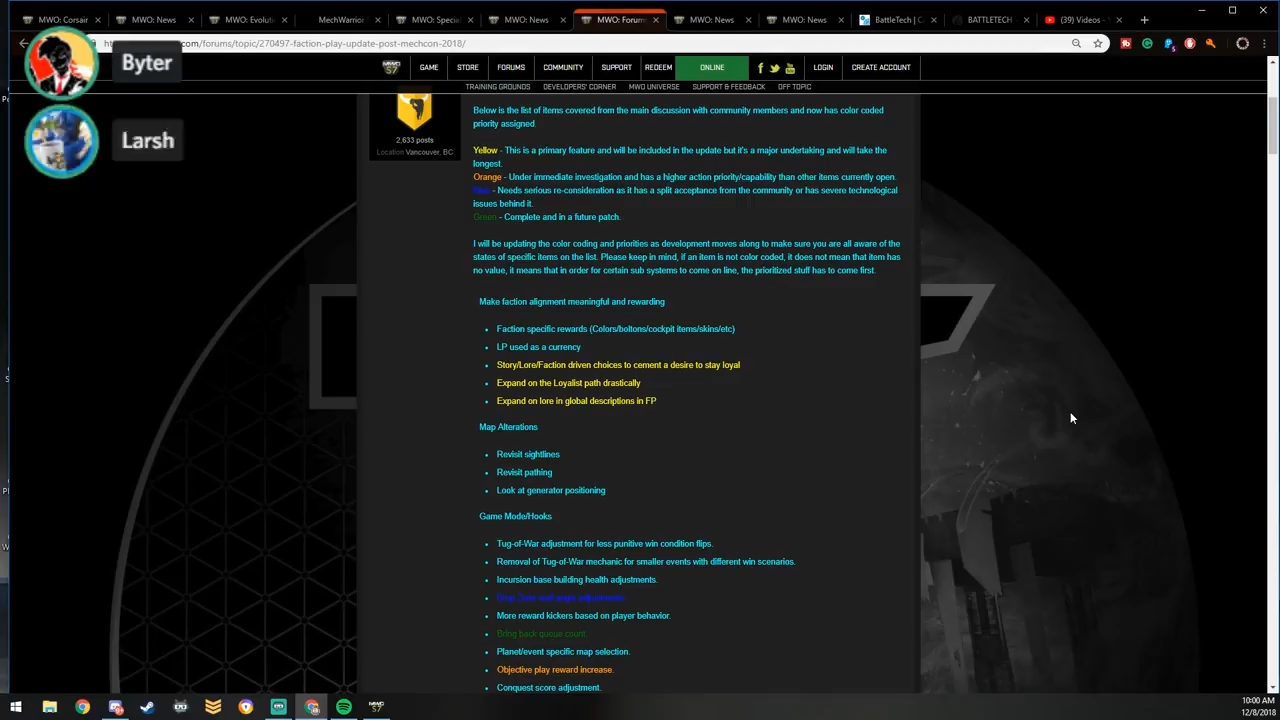 MWO: Corsair
MWO: News
MWO: Evoluti
MechWarrior
MWO: Special
MWO: News
MWO: Forum
MWO: News
MWO: News
BattleTech | C
BATTLETECH
(39) Videos -
.com/forums/topic/270497-faction-play-update-post-mechcon-2018/
Byter
Larsh
GAME STORE FORUMS COMMUNITY SUPPORT REDEEM ONLINE LOGIN CREATE ACCOUNT
TRAINING GROUNDS DEVELOPERS' CORNER MWO UNIVERSE SUPPORT & FEEDBACK OFF TOPIC
2,633 posts
Location Vancouver, BC
Below is the list of items covered from the main discussion with community members and now has color coded
priority assigned.
Yellow - This is a primary feature and will be included in the update but it's a major undertaking and will take the
longest.
Orange - Under immediate investigation and has a higher action priority/capability than other items currently open.
Blue - Needs serious re-consideration as it has a split acceptance from the community or has severe technological
issues behind it.
Green - Complete and in a future patch.
I will be updating the color coding and priorities as development moves along to make sure you are all aware of the
states of specific items on the list. Please keep in mind, if an item is not color coded, it does not mean that item has
no value, it means that in order for certain sub systems to come on line, the prioritized stuff has to come first.
Make faction alignment meaningful and rewarding
Faction specific rewards (Colors/boltons/cockpit items/skins/etc)
LP used as a currency
Story/Lore/Faction driven choices to cement a desire to stay loyal
Expand on the Loyalist path drastically
Expand on lore in global descriptions in FP
Map Alterations
Revisit sightlines
Revisit pathing
Look at generator positioning
Game Mode/Hooks
Tug-of-War adjustment for less punitive win condition flips.
Removal of Tug-of-War mechanic for smaller events with different win scenarios.
Incursion base building health adjustments.
Drop Zone
More reward kickers based on player behavior.
Bring back queue count.
Planet/event specific map selection.
Objective play reward increase.
Conquest score adjustment.
10:00 AM
12/8/2018